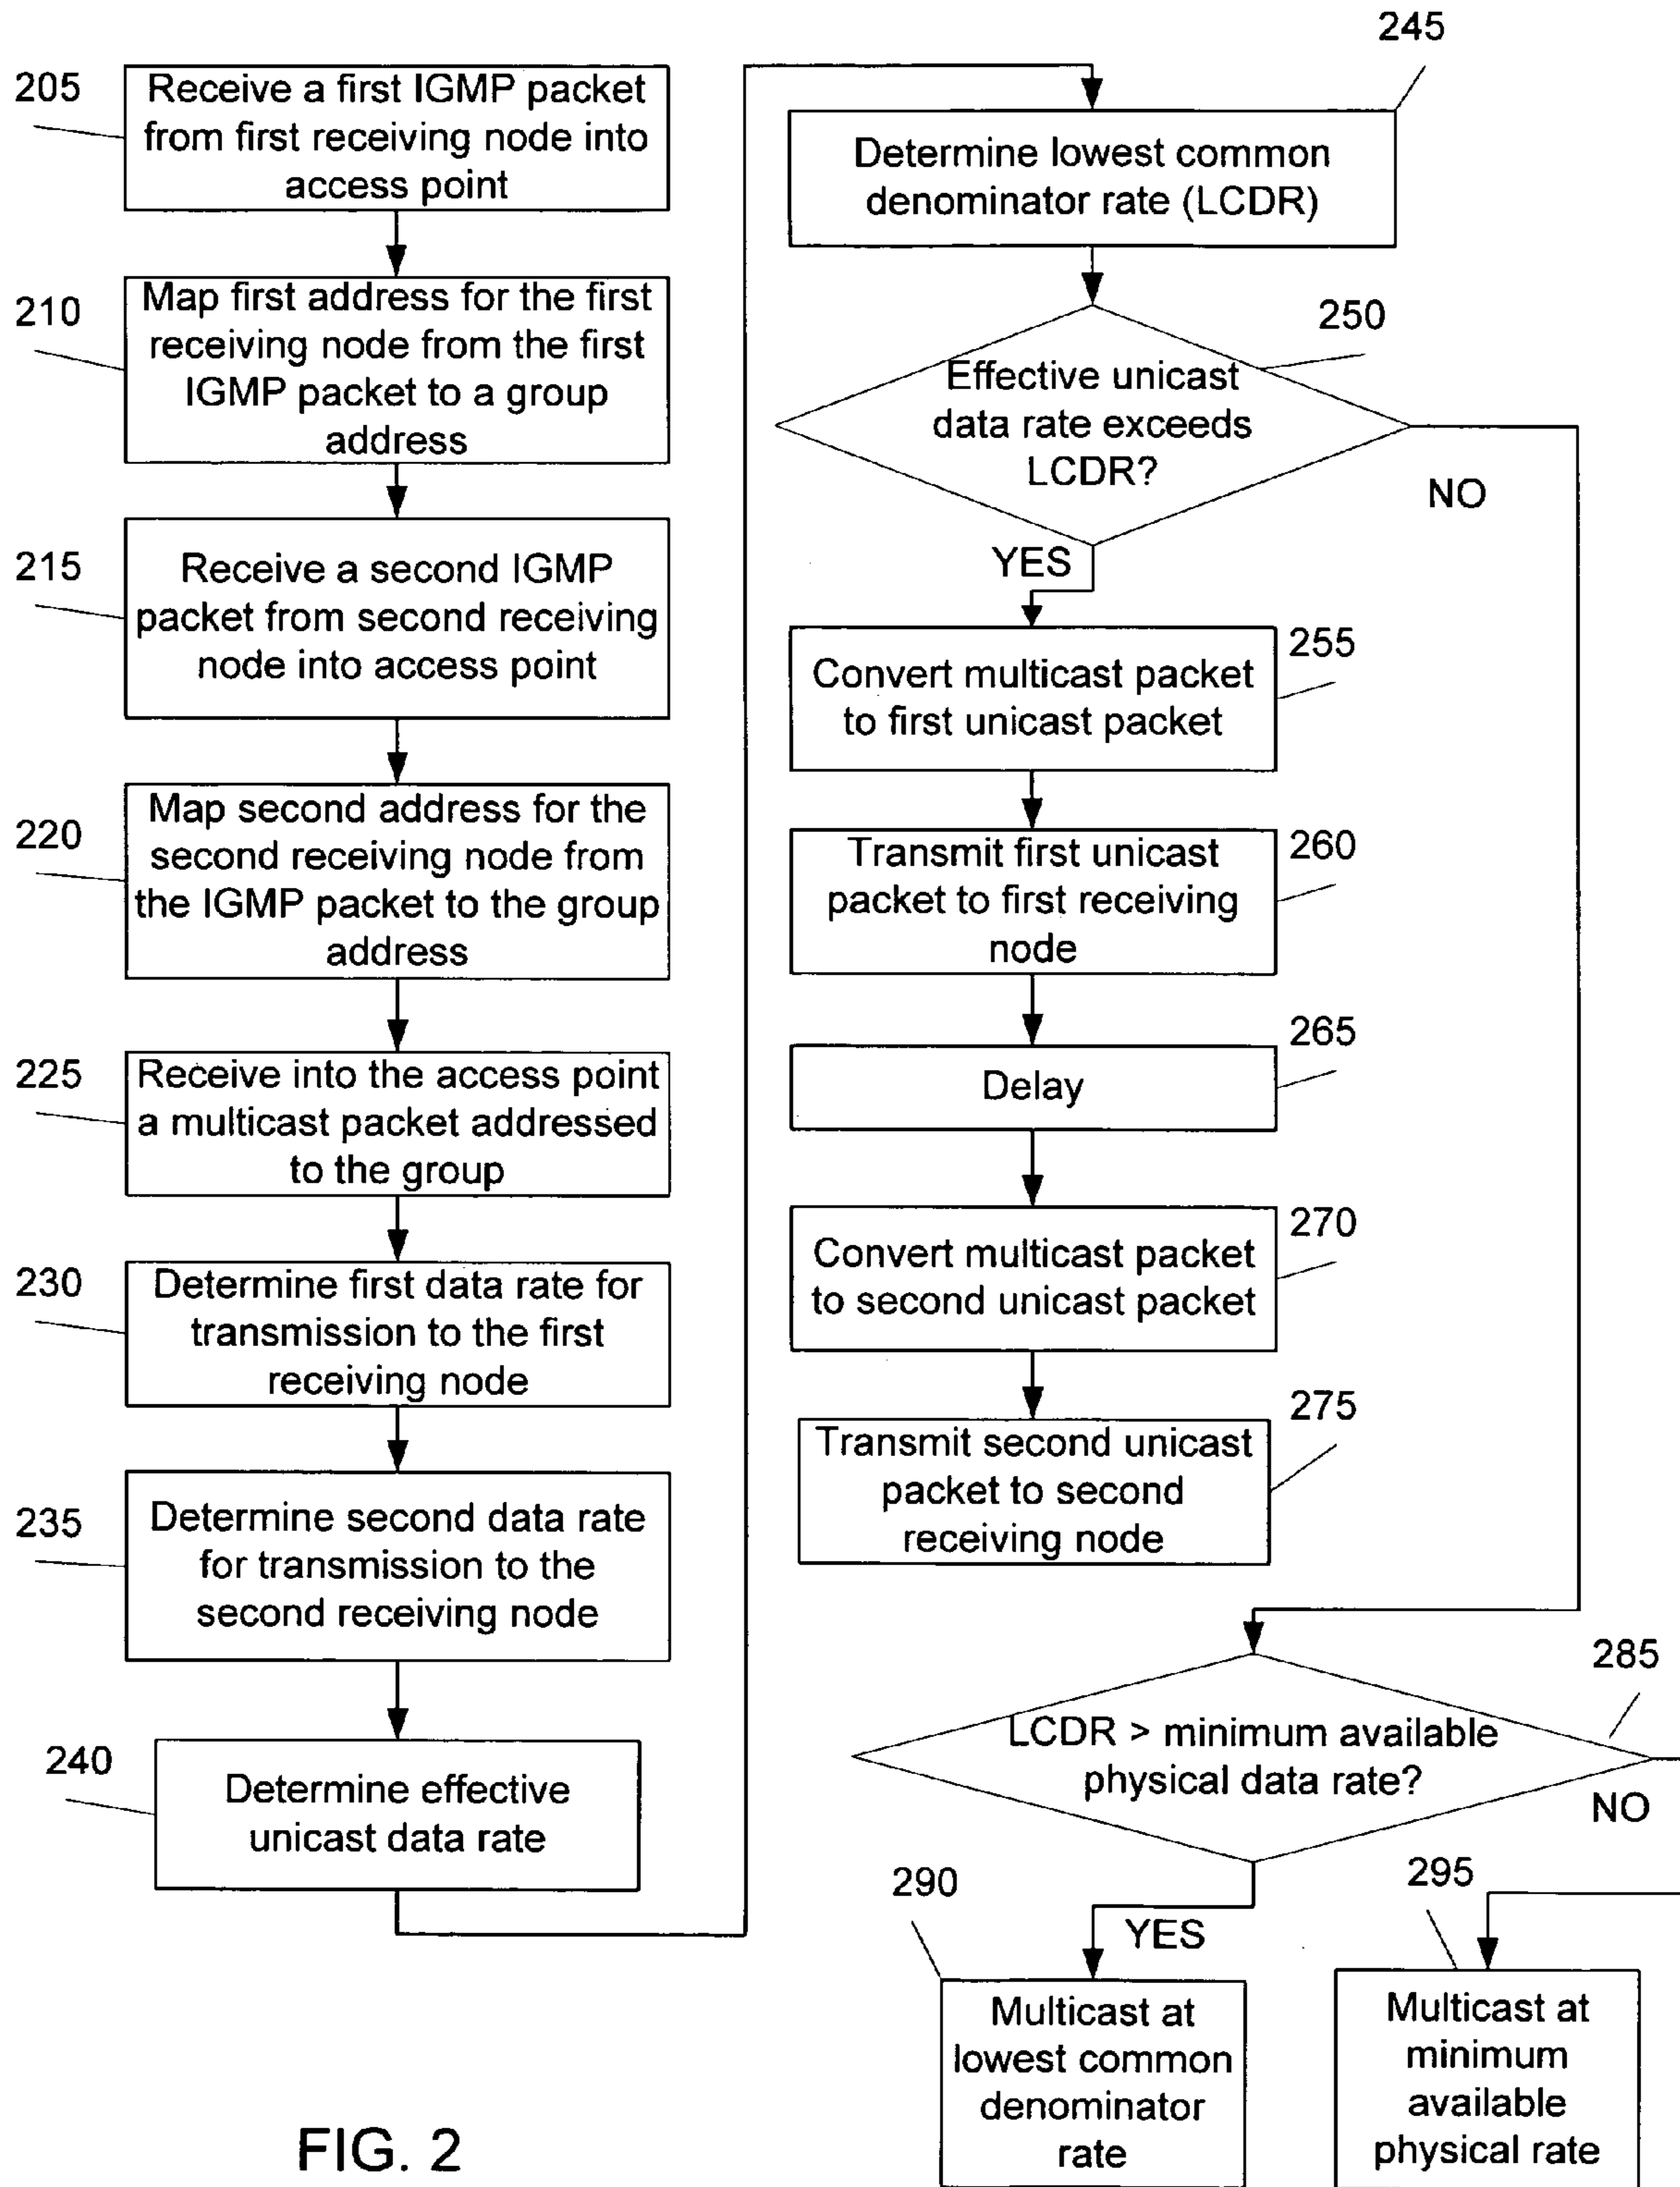 205
Receive a first IGMP packet
from first receiving node into
access point
210
Map first address for the first
receiving node from the first
IGMP packet to a group
address
215
Receive a second IGMP
packet from second receiving
node into access point
220
Map second address for the
second receiving node from
the IGMP packet to the group
address
225
Receive into the access point
a multicast packet addressed
to the group
230
Determine first data rate for
transmission to the first
receiving node
235
Determine second data rate
for transmission to the
second receiving node
240
Determine effective
unicast data rate
245
Determine lowest common
denominator rate (LCDR)
250
Effective unicast
data rate exceeds
LCDR?
NO
YES
255
Convert multicast packet
to first unicast packet
260
Transmit first unicast
packet to first receiving
node
265
Delay
270
Convert multicast packet
to second unicast packet
275
Transmit second unicast
packet to second
receiving node
285
LCDR > minimum available
physical data rate?
NO
YES
290
Multicast at
lowest common
denominator
rate
295
Multicast at
minimum
available
physical rate
FIG. 2